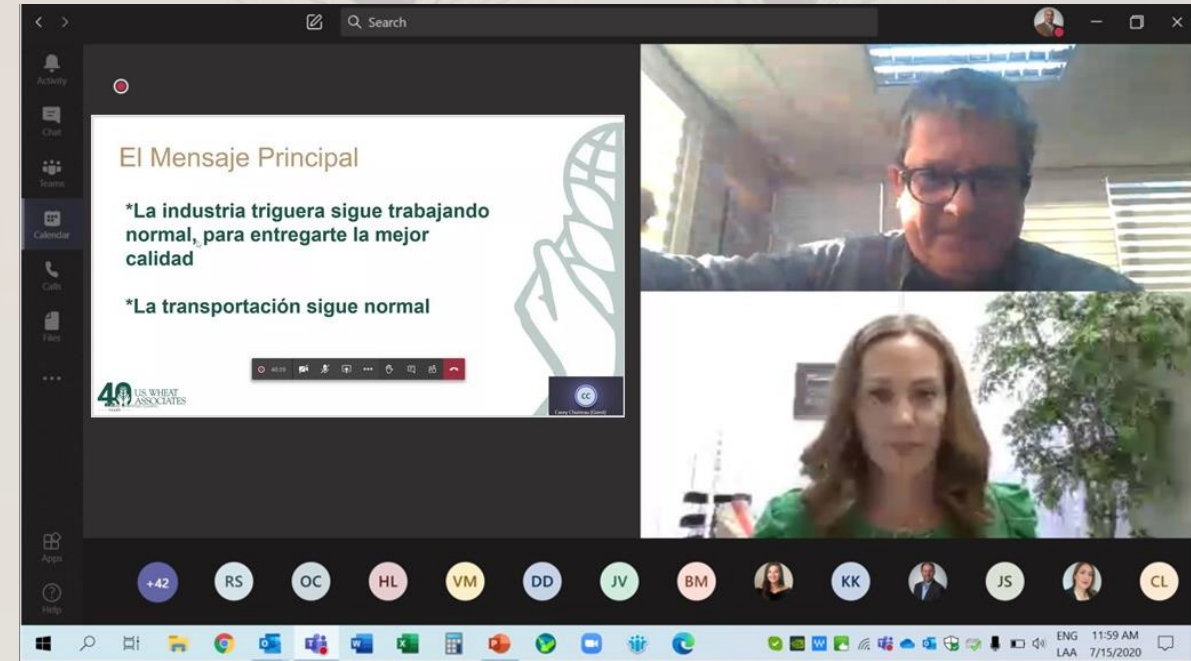 Search
Activity
Chat
Teams
Calendar
Calls
Files
Apps
Help
El Mensaje Principal
*La industria triguera sigue trabajando
normal, para entregarte la mejor
calidad
*La transportación sigue normal
40
U.S. WHEAT
ASSOCIATES
CC
+42
RS
OC
HL
VM
DD
JV
BM
KK
JS
CL
ENG
LAA
11:59 AM
7/15/2020